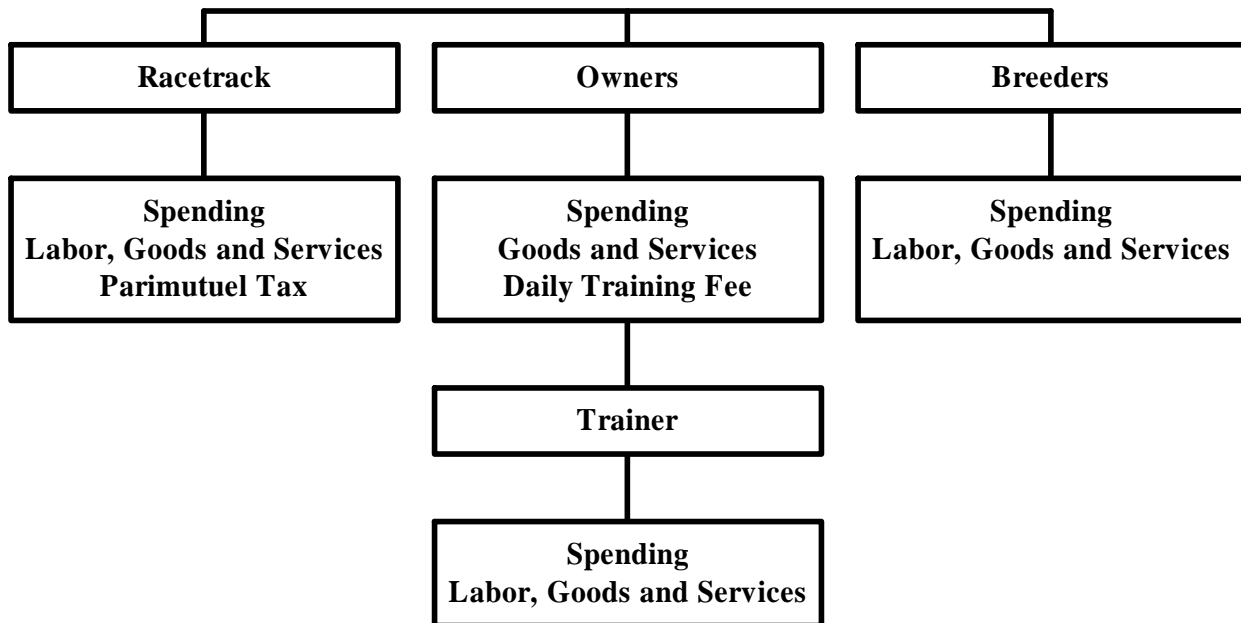 Racetrack
Owners
Breeders
Spending
Labor, Goods and Services
Parimutuel Tax
Spending
Goods and Services
Daily Training Fee
Spending
Labor, Goods and Services
Trainer
Spending
Labor, Goods and Services